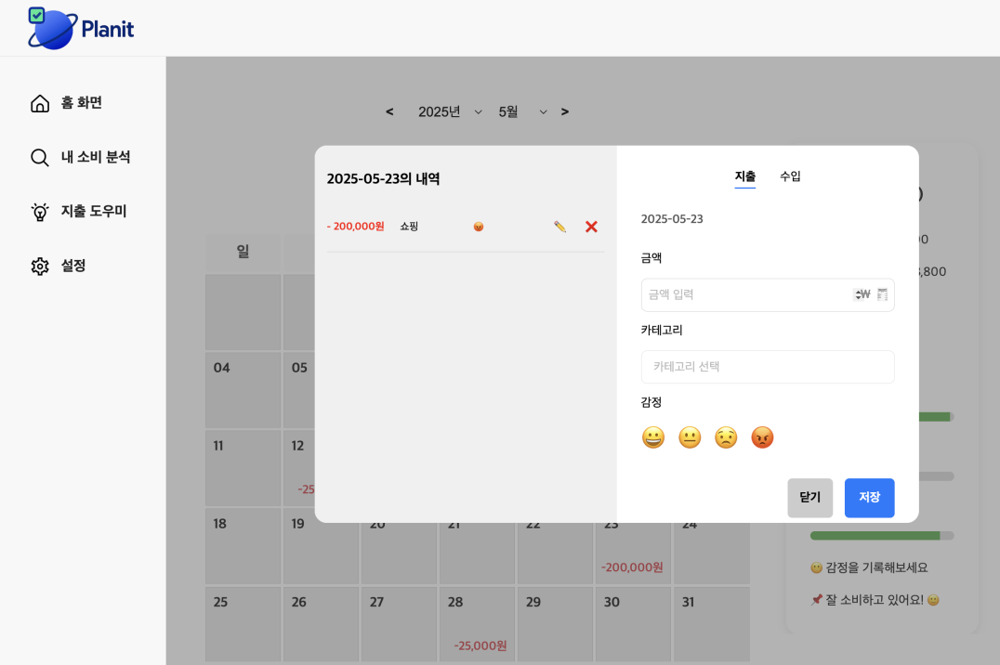 Planit
홈 화면
내 소비 분석
지출 도우미
설정
< 2025년 5월 >
2025-05-23의 내역
- 200,000원 쇼핑
지출 수입
2025-05-23
금액
금액 입력
₩
카테고리
카테고리 선택
감정
닫기 저장
일
04 05
11 12
-25
18 19 20 21 22 23 24
-200,000원
25 26 27 28 29 30 31
-25,000원
)
00
3,800
감정을 기록해보세요
잘 소비하고 있어요!